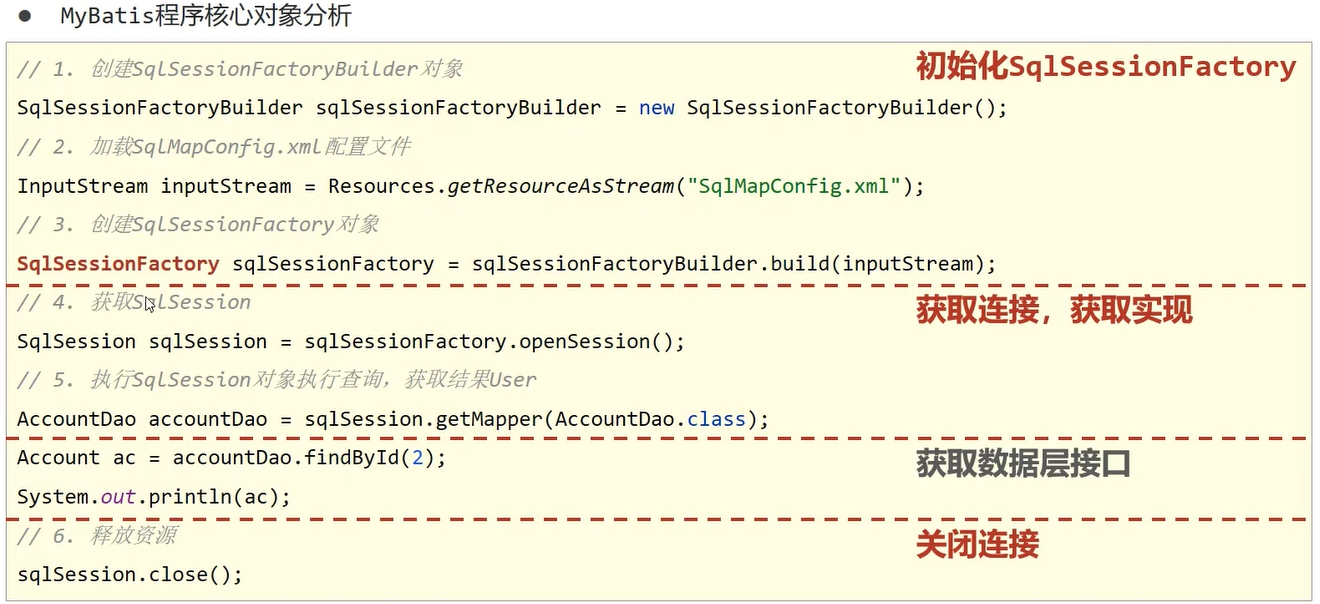 ● MyBatis程序核心对象分析
// 1. 创建SqlSessionFactoryBuilder对象
初始化SqlSessionFactory
SqlSessionFactoryBuilder sqlSessionFactoryBuilder = new SqlSessionFactoryBuilder();
// 2. 加载SqlMapConfig.xml配置文件
InputStream inputStream = Resources.getResourceAsStream("SqlMapConfig.xml");
// 3. 创建SqlSessionFactory对象
SqlSessionFactory sqlSessionFactory = sqlSessionFactoryBuilder.build(inputStream);
// 4. 获取SqlSession
获取连接，获取实现
SqlSession sqlSession = sqlSessionFactory.openSession();
// 5. 执行SqlSession对象执行查询，获取结果User
AccountDao accountDao = sqlSession.getMapper(AccountDao.class);
Account ac = accountDao.findById(2);
获取数据层接口
System.out.println(ac);
// 6. 释放资源
关闭连接
sqlSession.close();